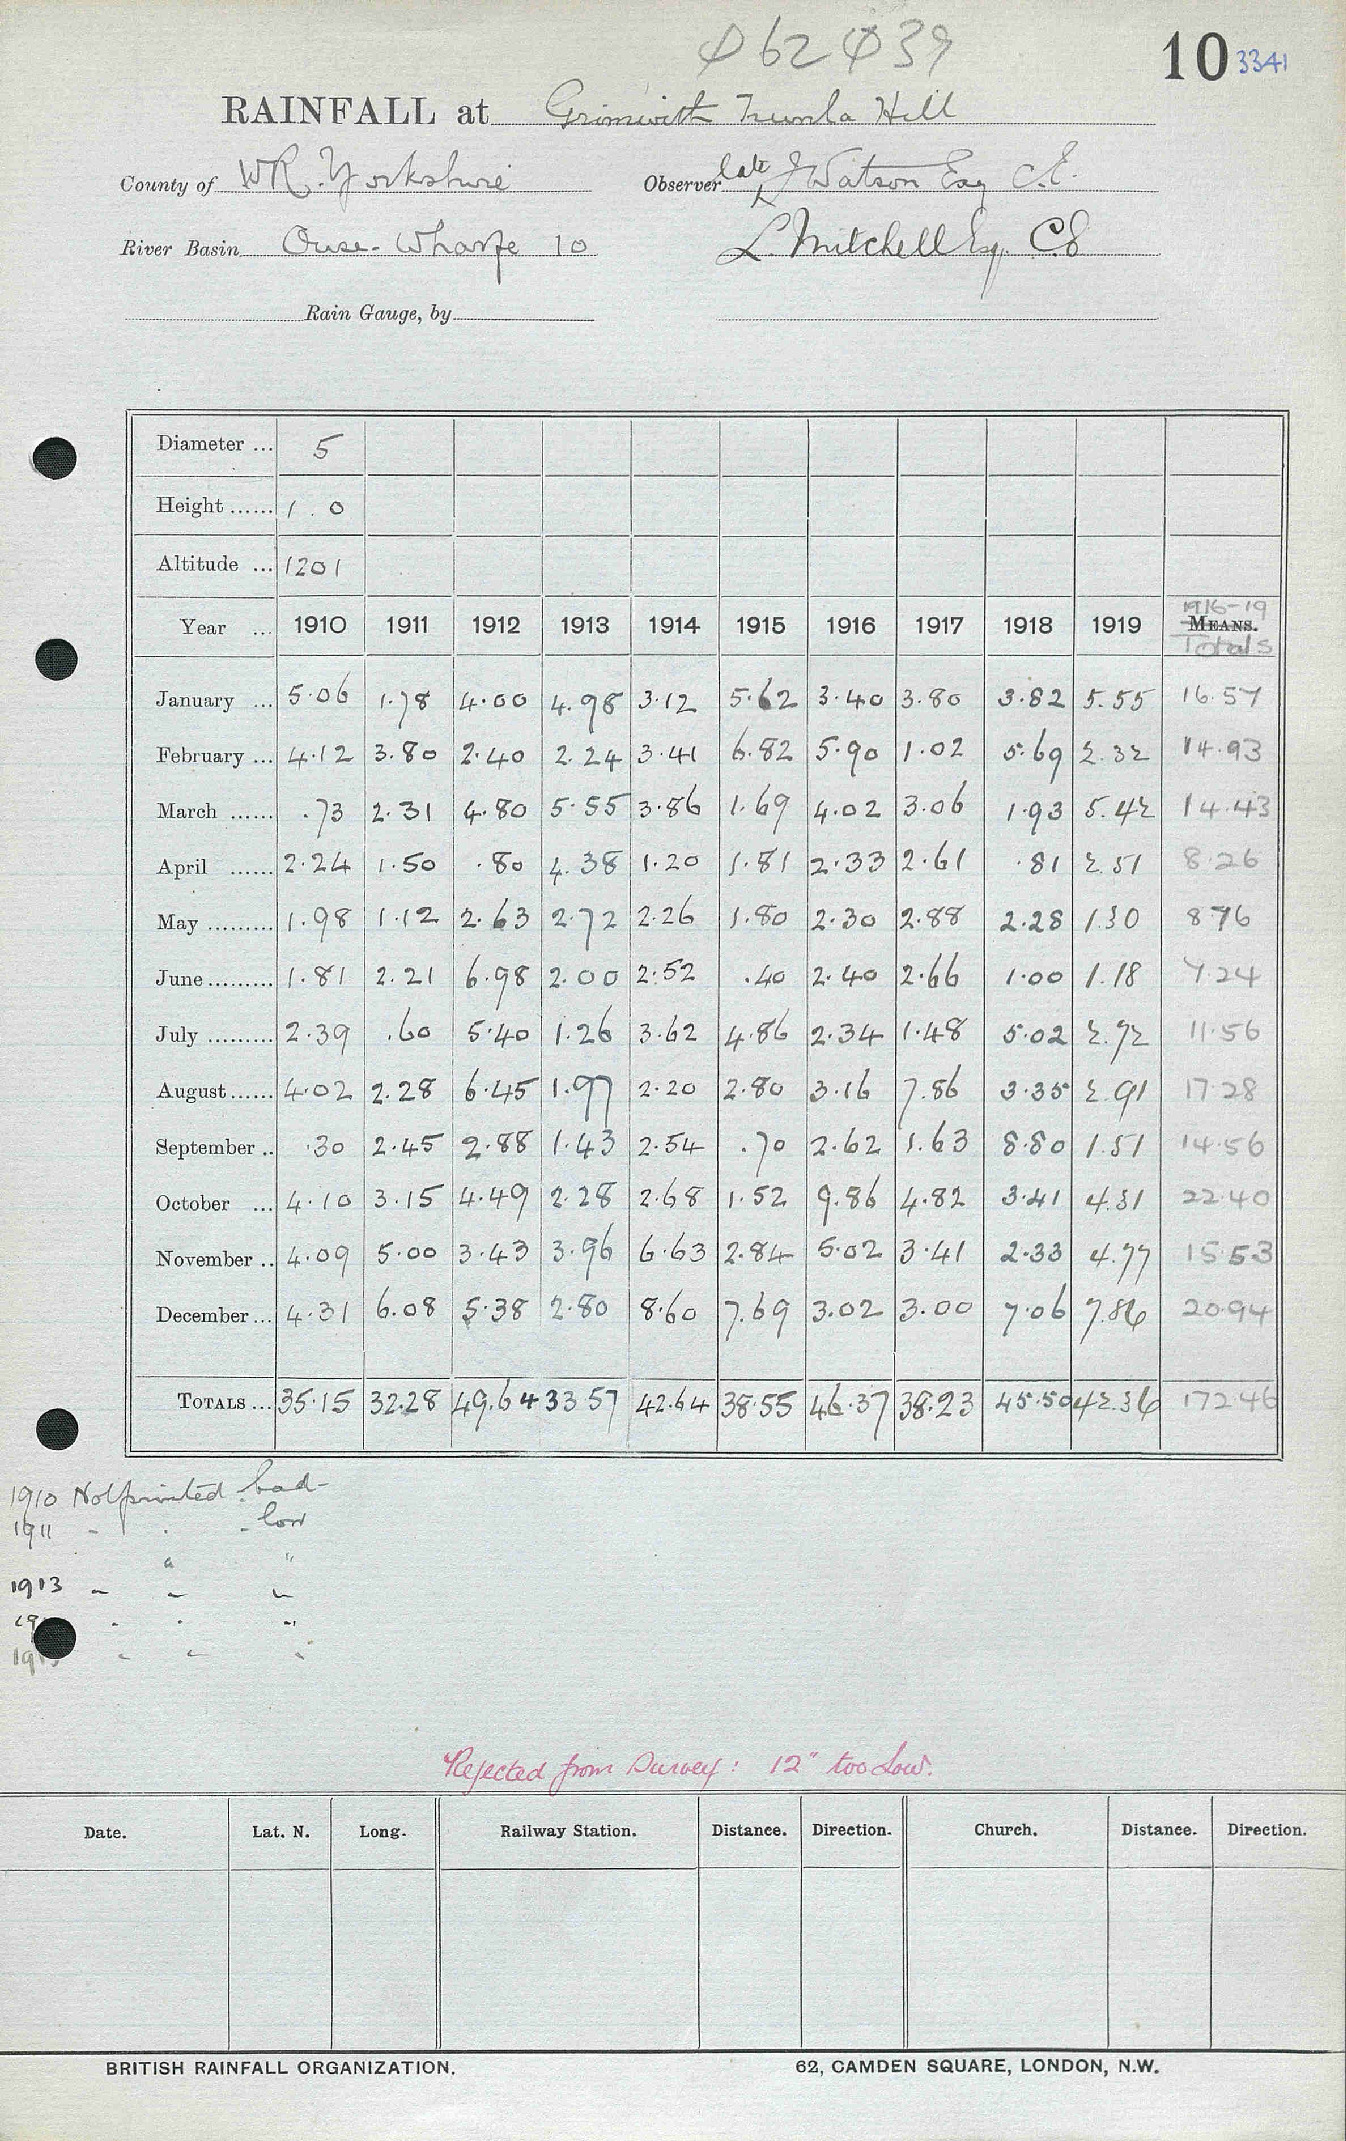 Φ62Φ39
10 3341
RAINFALL at Grimwith Trunla Hill
County of WR. Yorkshire Observer late J Watson Esq C.E.
River Basin Ouse-Wharfe 10 L. Mitchell Esq. C.E
Rain Gauge, by
Diameter ... 5
Height ...... 1 . 0
Altitude ... 1201
1916-19
Year ... 1910 1911 1912 1913 1914 1915 1916 1917 1918 1919 MEANS.
Totals
January ... 5.06 1.78 4.00 4.98 3.12 5.62 3.40 3.80 3.82 5.55 16.57
February ... 4.12 3.80 2.40 2.24 3.41 6.82 5.90 1.02 5.69 2.32 14.93
March ...... .73 2.31 4.80 5.55 3.86 1.69 4.02 3.06 1.93 5.42 14.43
April ...... 2.24 1.50 .80 4.38 1.20 1.81 2.33 2.61 .81 2.51 8.26
May ......... 1.98 1.12 2.63 2.72 2.26 1.80 2.30 2.88 2.28 1.30 8 76
June ......... 1.81 2.21 6.98 2.00 2.52 .40 2.40 2.66 1.00 1.18 7.24
July ......... 2.39 .60 5.40 1.26 3.62 4.86 2.34 1.48 5.02 2.72 11.56
August ...... 4.02 2.28 6.45 1.97 2.20 2.80 3.16 7.86 3.35 2.91 17.28
September .. .30 2.45 2.88 1.43 2.54 .70 2.62 1.63 8.80 1.51 14.56
October ... 4.10 3.15 4.49 2.28 2.68 1.52 9.86 4.82 3.41 4.31 22.40
November .. 4.09 5.00 3.43 3.96 6.63 2.84 5.02 3.41 2.33 4.77 15.53
December ... 4.31 6.08 5.38 2.80 8.60 7.69 3.02 3.00 7.06 7.86 20.94
TOTALS ... 35.15 32.28 49.64 33 57 42.64 38.55 46.37 38.23 45.50 42.36 172.46
1910 Not printed bad
1911 - . - low
" "
1913 - - -
Rejected from Survey: 12" too low.
Date. Lat. N. Long. Railway Station. Distance. Direction. Church. Distance. Direction.
BRITISH RAINFALL ORGANIZATION. 62, CAMDEN SQUARE, LONDON, N.W.